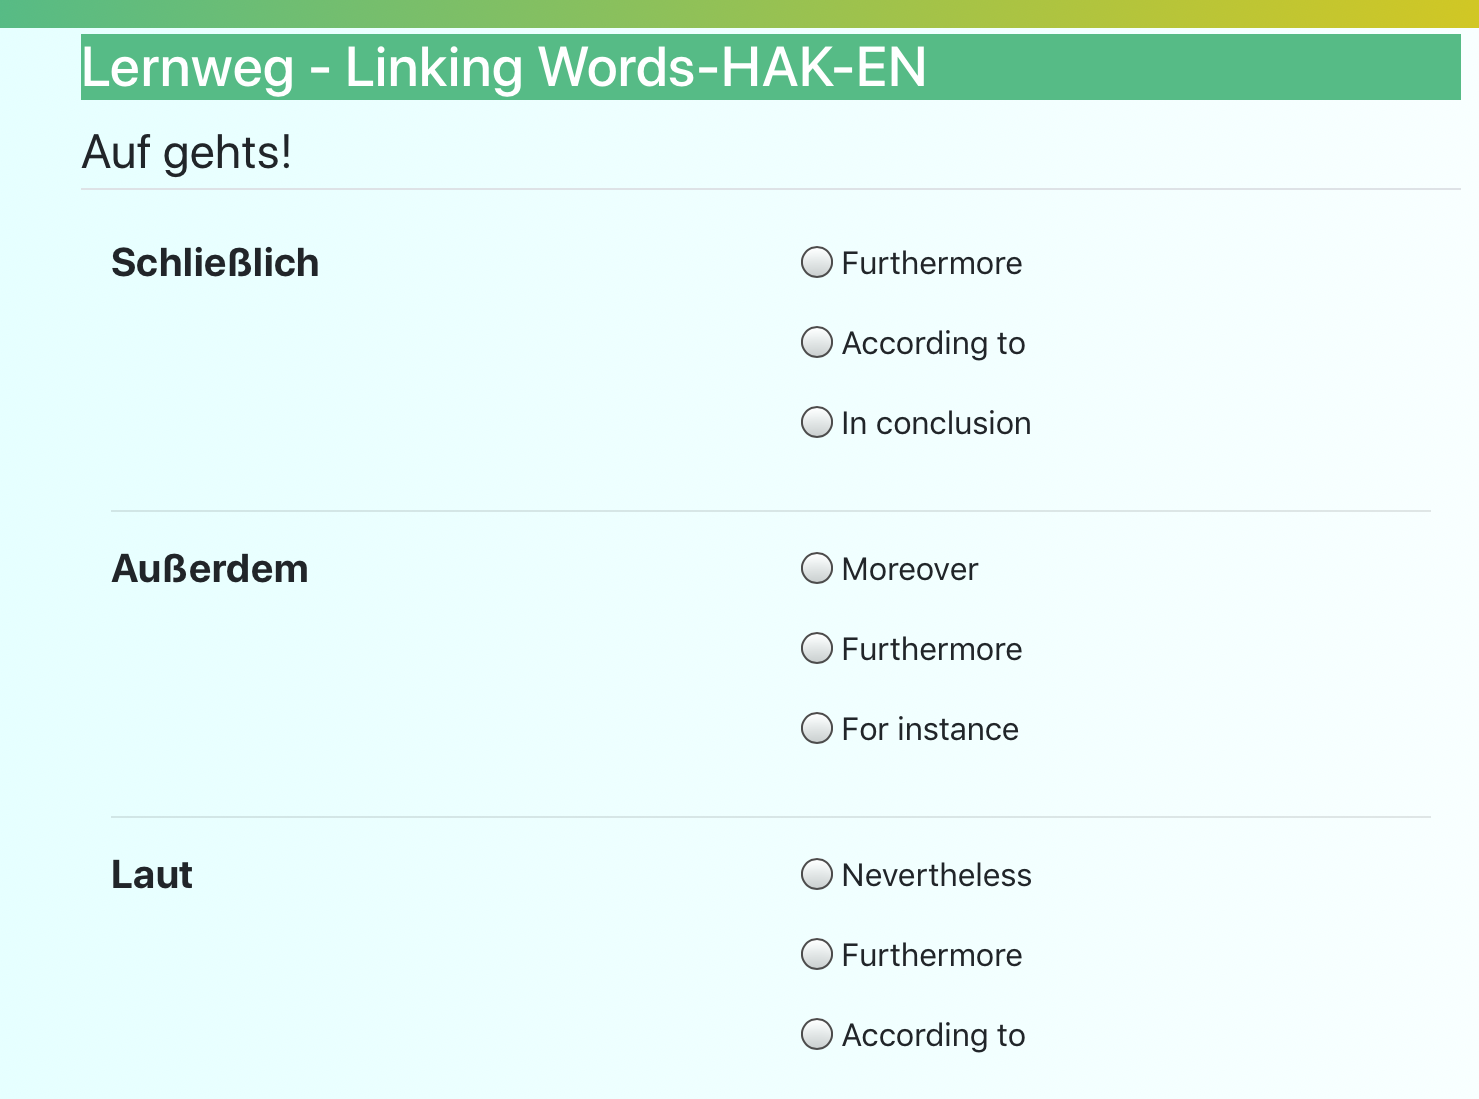 Lernweg - Linking Words-HAK-EN
Auf gehts!
Schließlich
Furthermore
According to
In conclusion
Außerdem
Moreover
Furthermore
For instance
Laut
Nevertheless
Furthermore
According to